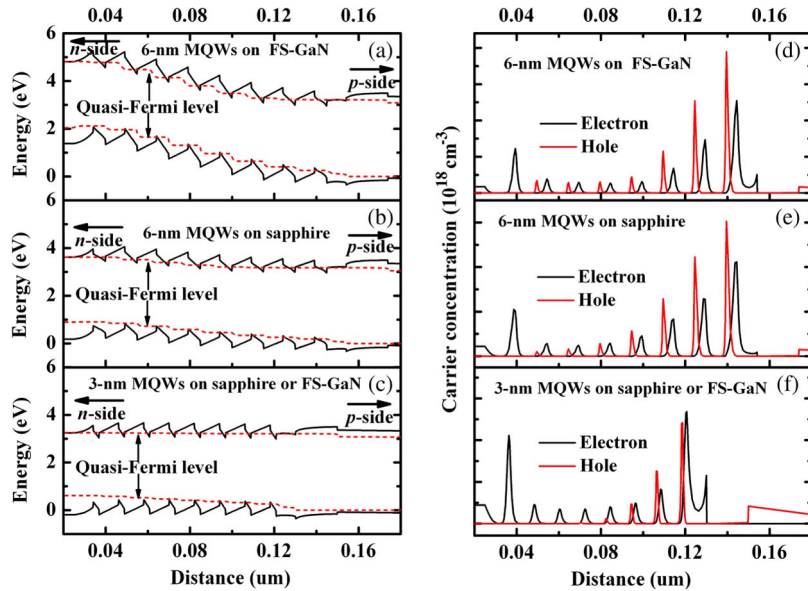 0.04 0.08 0.12 0.16
6
n-side
6-nm MQWs on FS-GaN
(a)
p-side
4
Quasi-Fermi level
2
0
Energy (eV)
6
(b)
n-side
6-nm MQWs on sapphire
p-side
4
Quasi-Fermi level
2
0
Energy (eV)
6
3-nm MQWs on sapphire or FS-GaN
(c)
n-side
p-side
4
Quasi-Fermi level
2
0
Energy (eV)
0.04 0.08 0.12 0.16
Distance (um)
0.04 0.08 0.12 0.16
(d)
6-nm MQWs on FS-GaN
Electron
Hole
(e)
6-nm MQWs on sapphire
Electron
Hole
3-nm MQWs on sapphire or FS-GaN
(f)
Electron
Hole
Carrier concentration (10¹⁸ cm⁻³)
0.04 0.08 0.12 0.16
Distance (um)